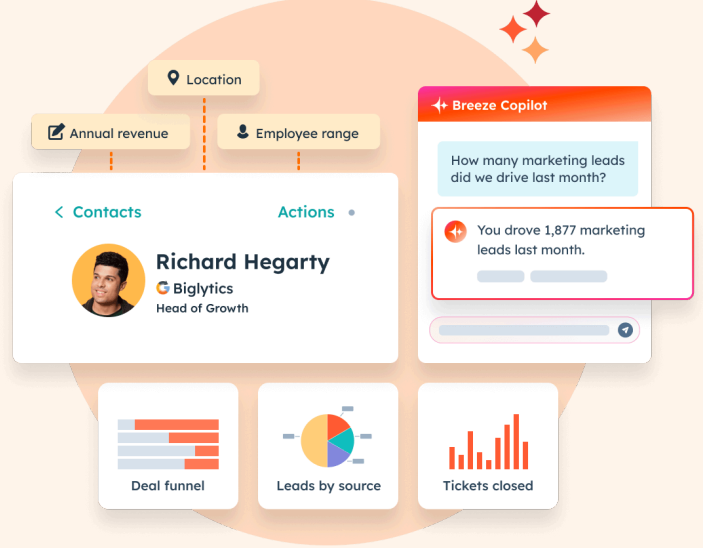 Location
Annual revenue
Employee range
Contacts
Actions
Richard Hegarty
Biglytics
Head of Growth
Breeze Copilot
How many marketing leads
did we drive last month?
You drove 1,877 marketing
leads last month.
Deal funnel
Leads by source
Tickets closed